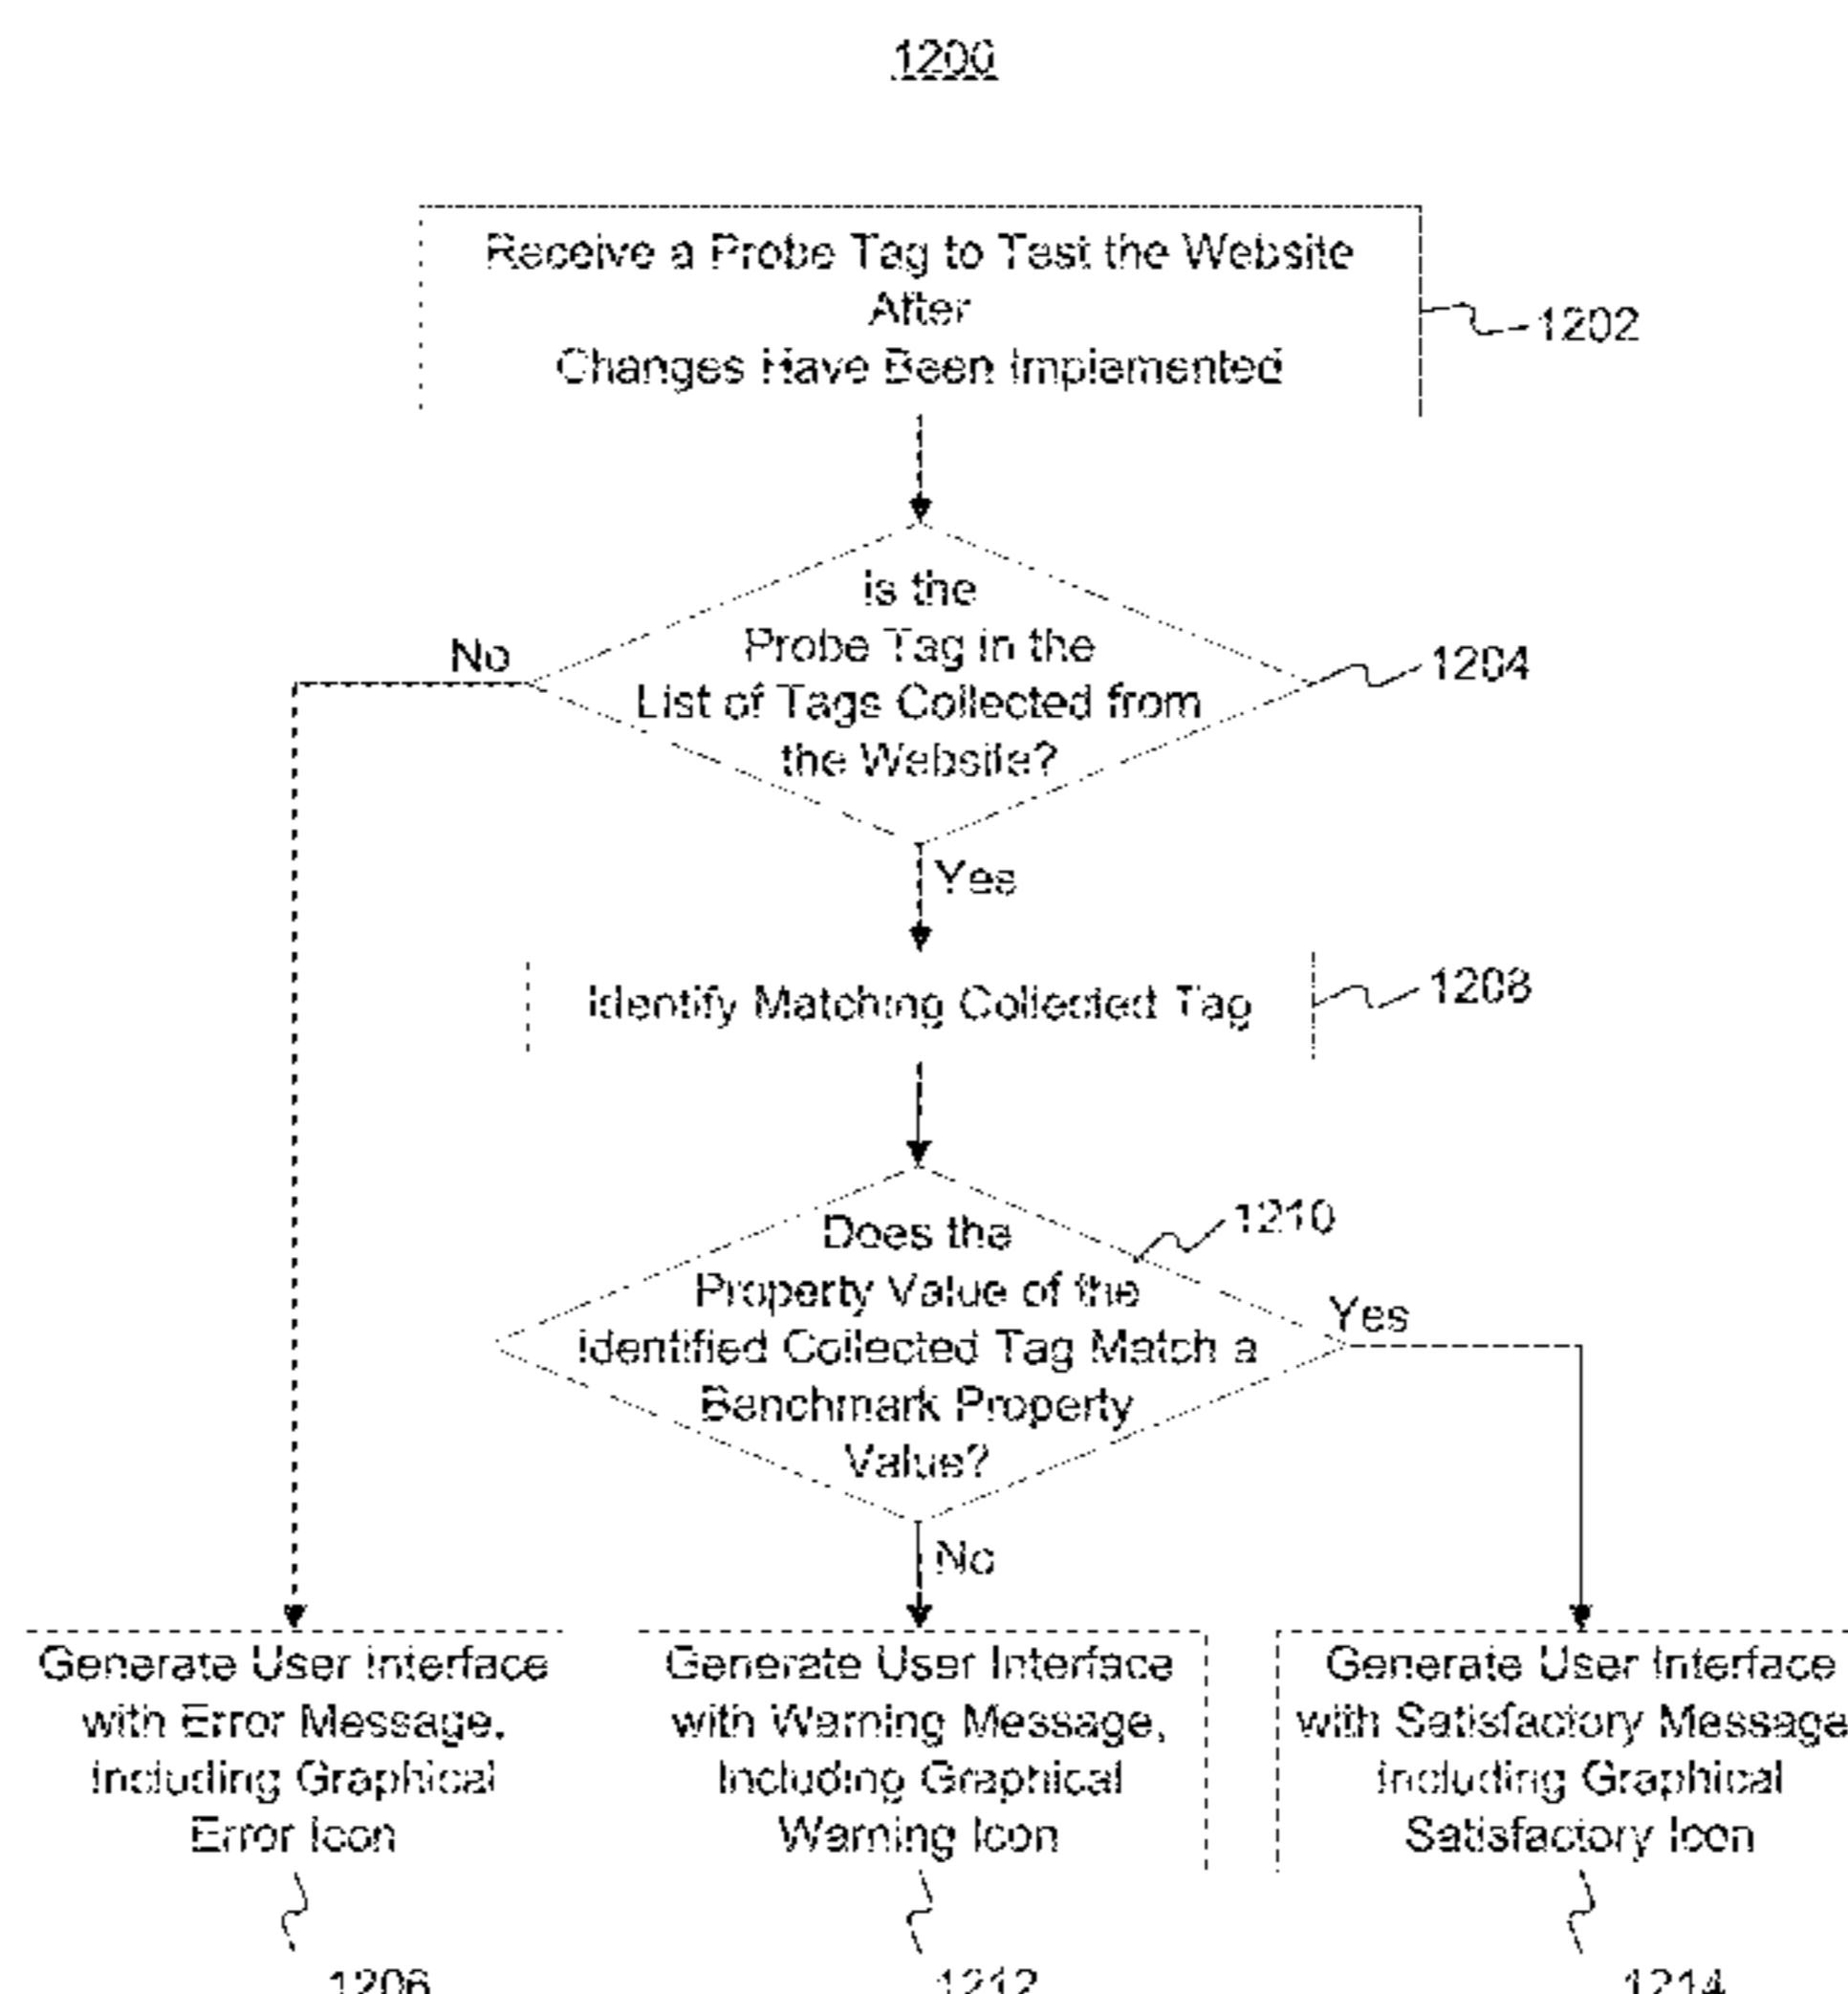 1200
Receive a Probe Tag to Test the Website
After
Changes Have Been Implemented
1202
Is the
Probe Tag in the
List of Tags Collected from
the Website?
1204
No
Yes
Identify Matching Collected Tag
1208
Does the
Property Value of the
Identified Collected Tag Match a
Benchmark Property
Value?
1210
Yes
No
Generate User Interface
with Error Message,
Including Graphical
Error Icon
1206
Generate User Interface
with Warning Message,
Including Graphical
Warning Icon
1212
Generate User Interface
with Satisfactory Message
Including Graphical
Satisfactory Icon
1214